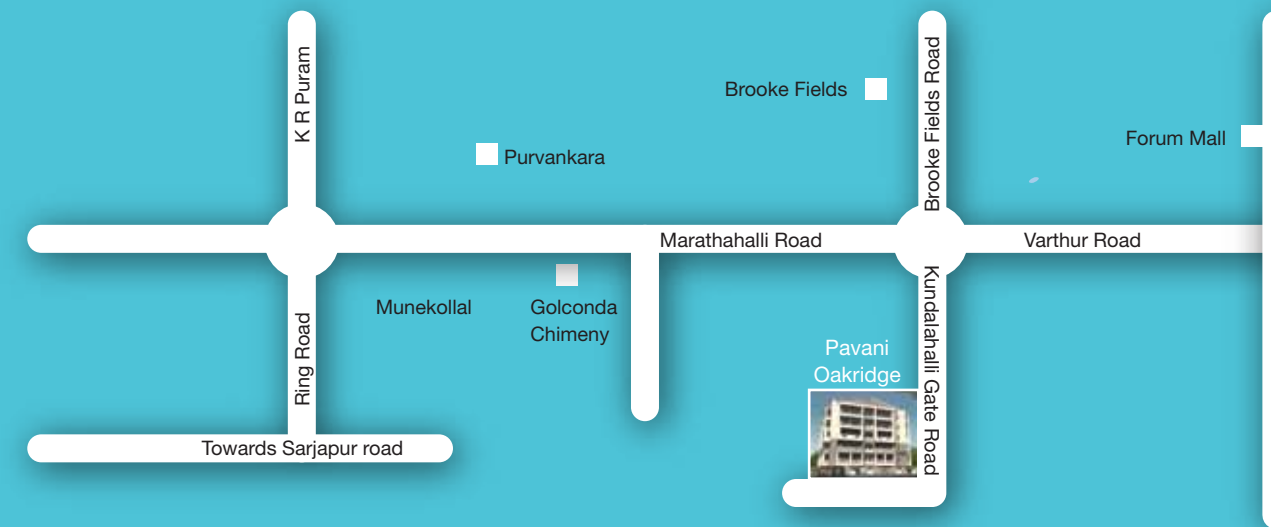 K R Puram
Brooke Fields Road
Brooke Fields
Forum Mall
Purvankara
Marathahalli Road
Varthur Road
Munekollal
Golconda
Chimeny
Ring Road
Kundalahalli Gate Road
Pavani
Oakridge
Towards Sarjapur road